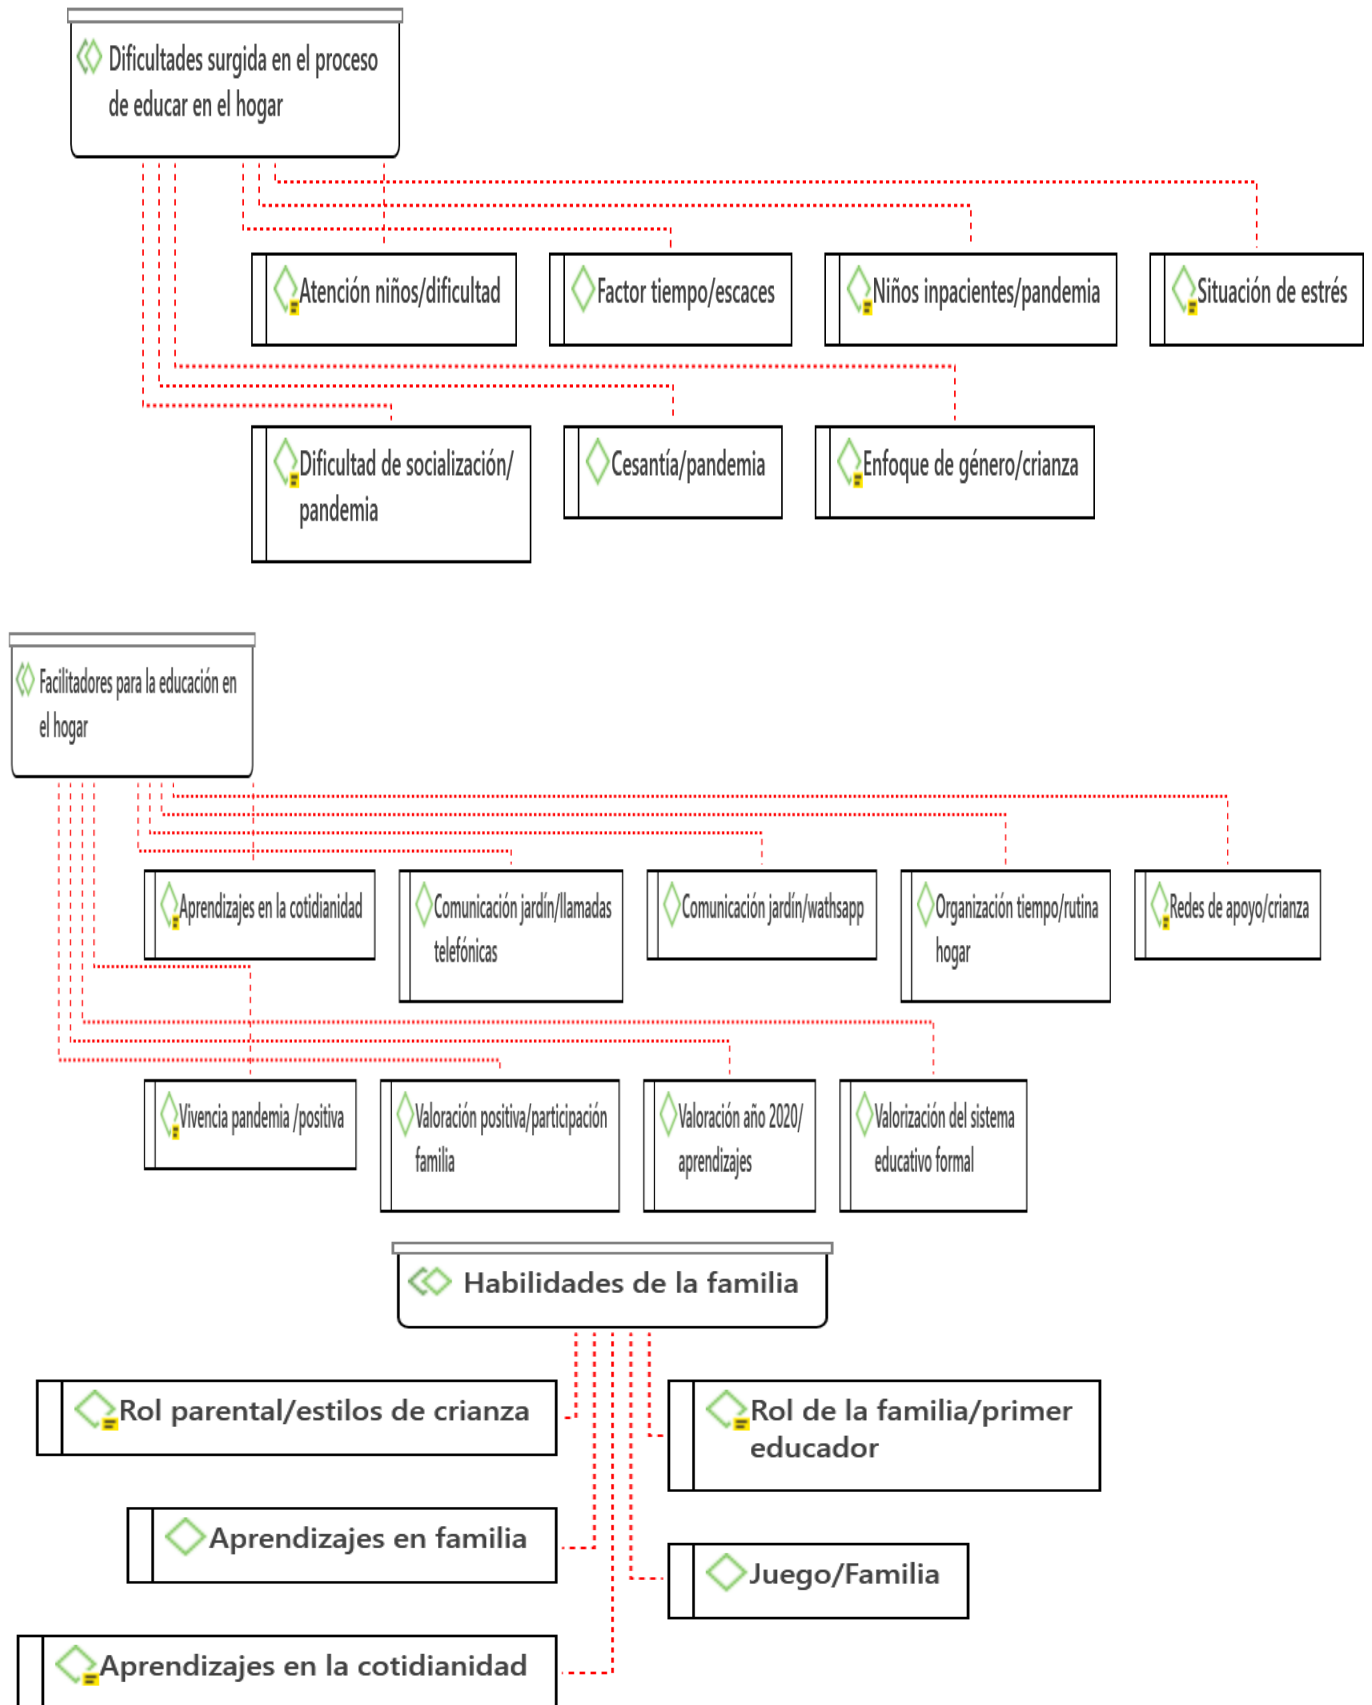 Dificultades surgida en el proceso
de educar en el hogar
Atención niños/dificultad
Factor tiempo/escaces
Niños inpacientes/pandemia
Situación de estrés
Dificultad de socialización/
pandemia
Cesantía/pandemia
Enfoque de género/crianza
Facilitadores para la educación en
el hogar
Aprendizajes en la cotidianidad
Comunicación jardín/llamadas
telefónicas
Comunicación jardín/wathsapp
Organización tiempo/rutina
hogar
Redes de apoyo/crianza
Vivencia pandemia /positiva
Valoración positiva/participación
familia
Valoración año 2020/
aprendizajes
Valorización del sistema
educativo formal
Habilidades de la familia
Rol parental/estilos de crianza
Rol de la familia/primer
educador
Aprendizajes en familia
Juego/Familia
Aprendizajes en la cotidianidad